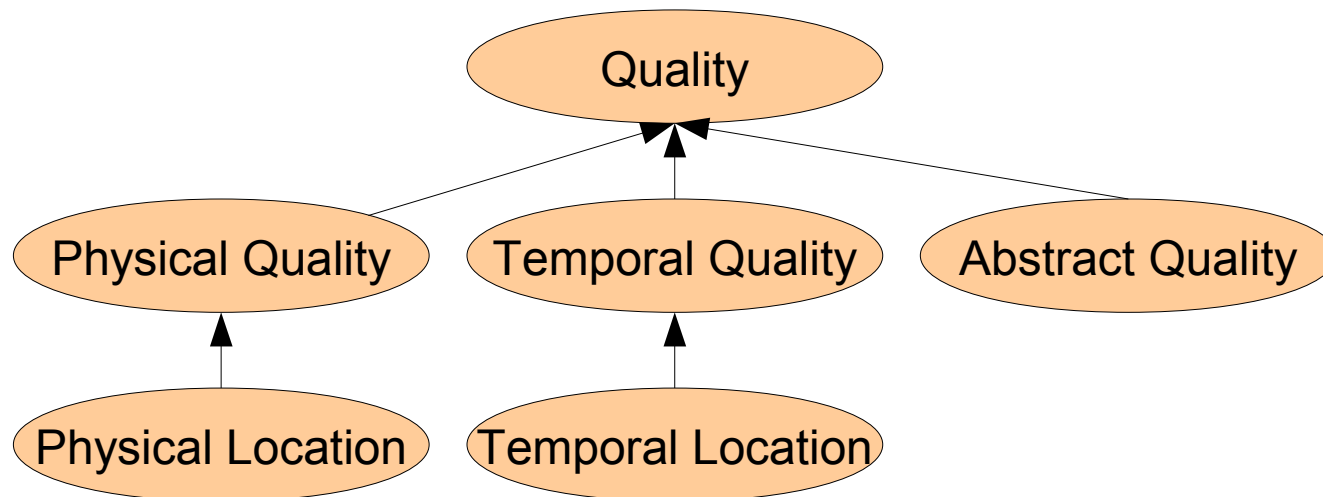 Quality
Physical Quality
Temporal Quality
Abstract Quality
Physical Location
Temporal Location